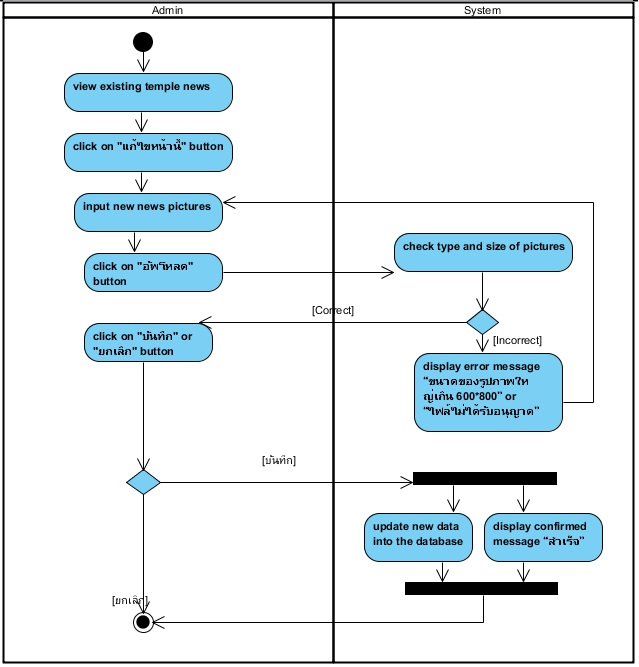 Admin
System
view existing temple news
click on "แก้ไขหน้านี้" button
input new news pictures
check type and size of pictures
click on "อัพโหลด"
button
[Correct]
click on "บันทึก" or
"ยกเลิก" button
[Incorrect]
display error message
“ขนาดของรูปภาพให
ญ่เกิน 600*800” or
“ไฟล์ไม่ได้รับอนุญาต”
[บันทึก]
update new data
into the database
display confirmed
message “สำเร็จ”
[ยกเลิก]